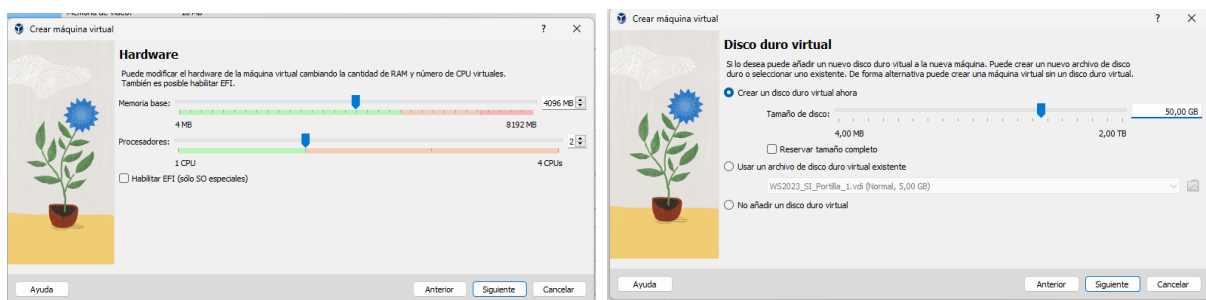 Memoria de vídeo: 16 MB
Crear máquina virtual ? ✕
Hardware
Puede modificar el hardware de la máquina virtual cambiando la cantidad de RAM y número de CPU virtuales.
También es posible habilitar EFI.
Memoria base: 4096 MB
4 MB 8192 MB
Procesadores: 2
1 CPU 4 CPUs
Habilitar EFI (sólo SO especiales)
Ayuda Anterior Siguiente Cancelar
Crear máquina virtual ? ✕
Disco duro virtual
Si lo desea puede añadir un nuevo disco duro vitual a la nueva máquina. Puede crear un nuevo archivo de disco
duro o seleccionar uno existente. De forma alternativa puede crear una máquina virtual sin un disco duro virtual.
Crear un disco duro virtual ahora
Tamaño de disco: 50,00 GB
4,00 MB 2,00 TB
Reservar tamaño completo
Usar un archivo de disco duro virtual existente
WS2023_SI_Portilla_1.vdi (Normal, 5,00 GB)
No añadir un disco duro virtual
Ayuda Anterior Siguiente Cancelar